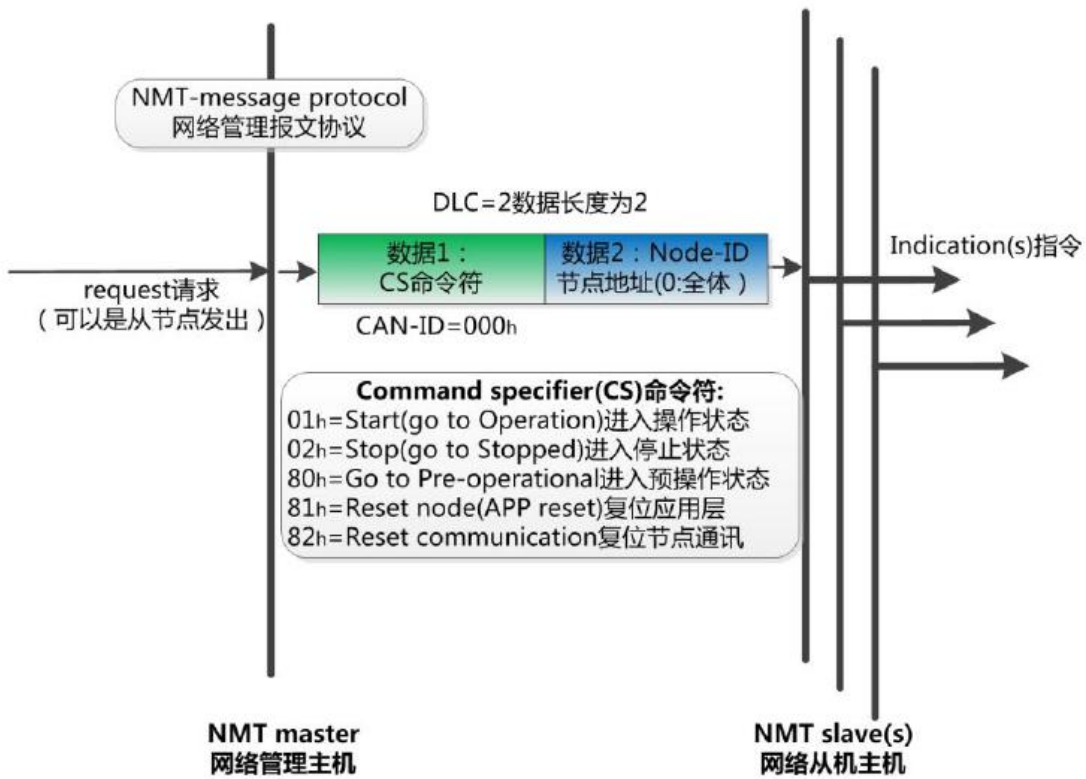 NMT-message protocol
网络管理报文协议
DLC=2数据长度为2
数据1：
CS命令符
数据2：Node-ID
节点地址(0:全体）
Indication(s)指令
request请求
（可以是从节点发出）
CAN-ID=000h
Command specifier(CS)命令符:
01h=Start(go to Operation)进入操作状态
02h=Stop(go to Stopped)进入停止状态
80h=Go to Pre-operational进入预操作状态
81h=Reset node(APP reset)复位应用层
82h=Reset communication复位节点通讯
NMT master
网络管理主机
NMT slave(s)
网络从机主机